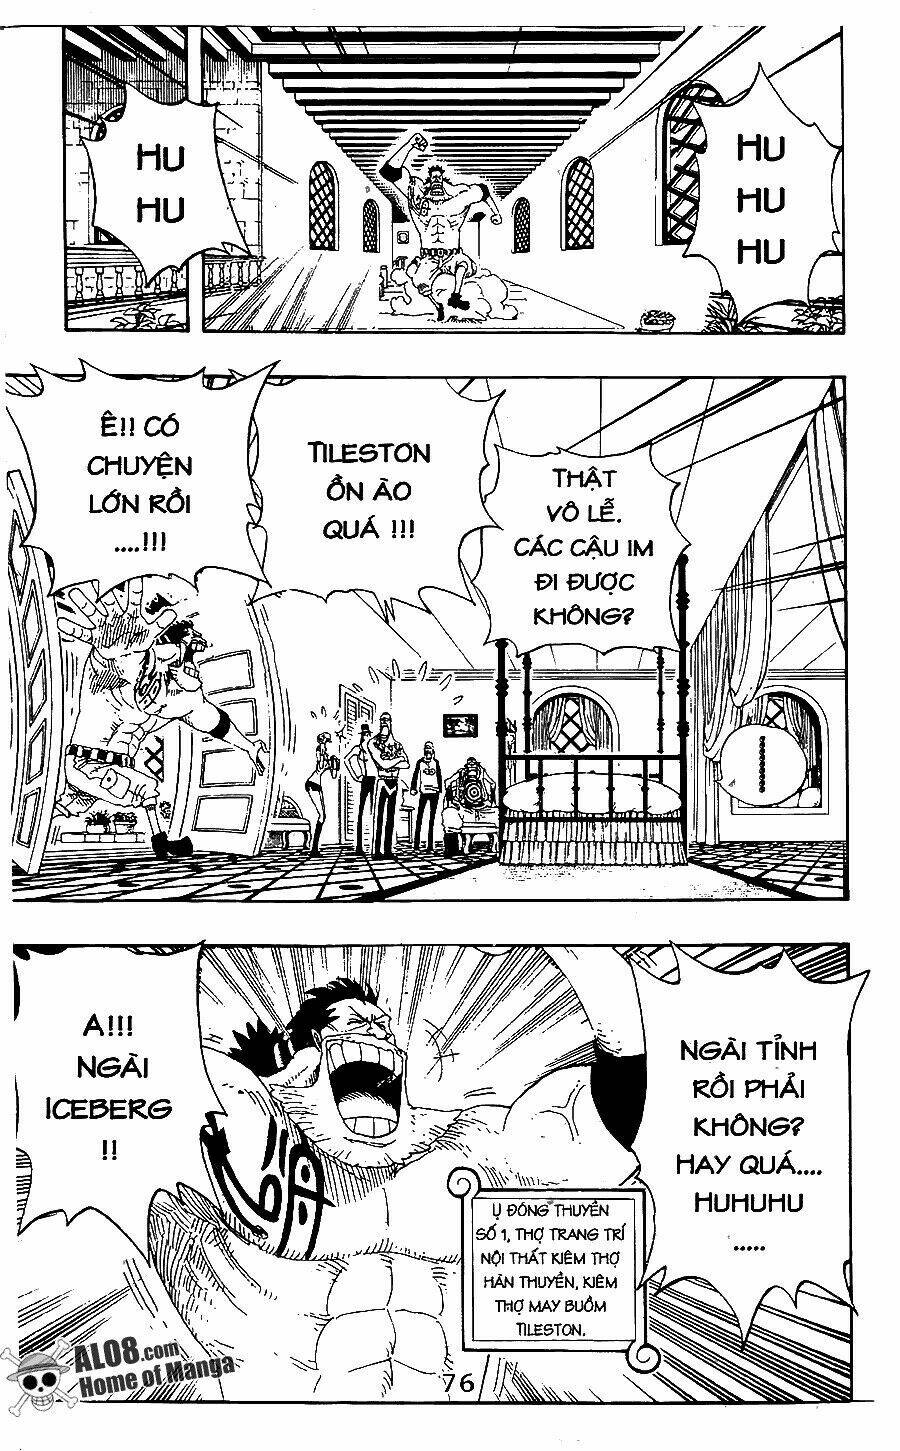 HU
HU
HU
HU
HU
Ê!! CÓ
CHUYỆN
LỚN RỒI
....!!!
TILESTON
ỒN ÀO
QUÁ !!!
THẬT
VÔ LỄ.
CÁC CẬU IM
ĐI ĐƯỢC
KHÔNG?
A!!!
NGÀI
ICEBERG
!!
NGÀI TỈNH
RỒI PHẢI
KHÔNG?
HAY QUÁ....
HUHUHU
.....
Ụ ĐÓNG THUYỀN
SỐ 1, THỢ TRANG TRÍ
NỘI THẤT KIÊM THỢ
HÀN THUYỀN, KIÊM
THỢ MAY BUỒM
TILESTON.
AL08.com
Home of Manga
76